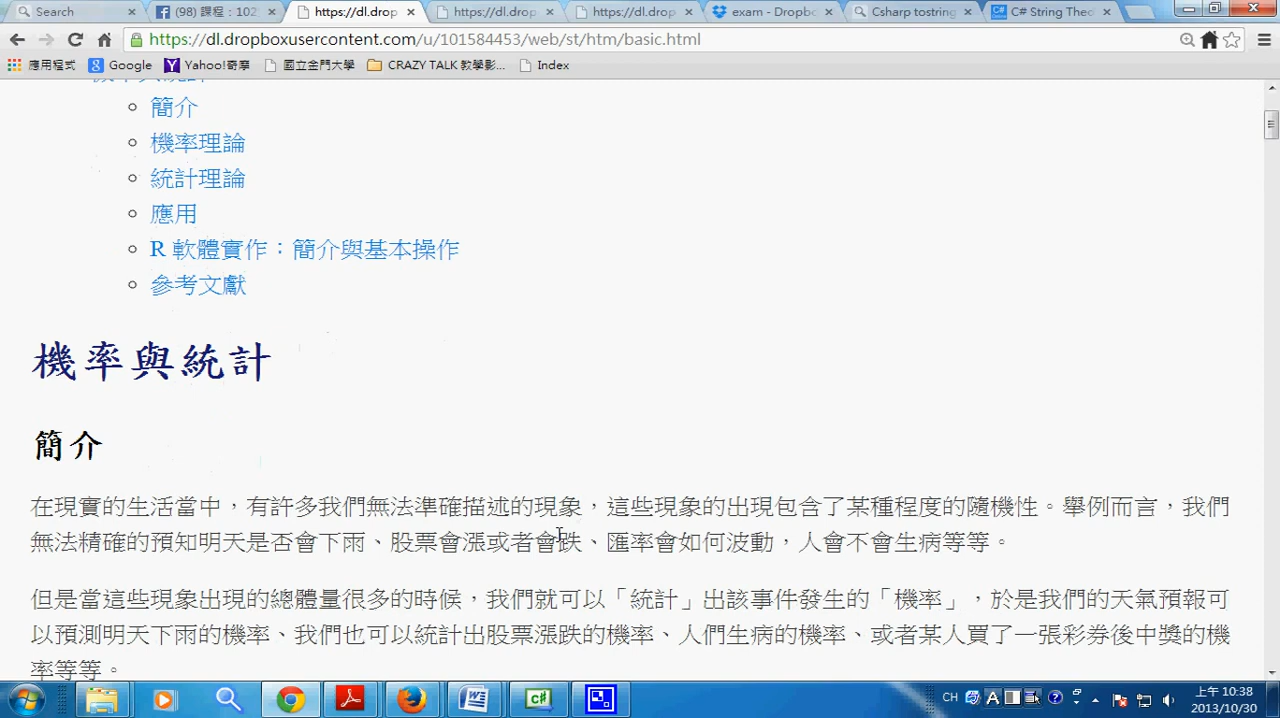 Search
(98) 課程：102
https://dl.drop
https://dl.drop
https://dl.drop
exam - Dropb
Csharp tostring
C# String Thec
https://dl.dropboxusercontent.com/u/101584453/web/st/htm/basic.html
應用程式 Google Yahoo!奇摩 國立金門大學 CRAZY TALK 教學影... Index
簡介
機率理論
統計理論
應用
R 軟體實作：簡介與基本操作
參考文獻
機率與統計
簡介
在現實的生活當中，有許多我們無法準確描述的現象，這些現象的出現包含了某種程度的隨機性。舉例而言，我們
無法精確的預知明天是否會下雨、股票會漲或者會跌、匯率會如何波動，人會不會生病等等。
但是當這些現象出現的總體量很多的時候，我們就可以「統計」出該事件發生的「機率」，於是我們的天氣預報可
以預測明天下雨的機率、我們也可以統計出股票漲跌的機率、人們生病的機率、或者某人買了一張彩券後中獎的機
率等等。
CH
上午 10:38
2013/10/30